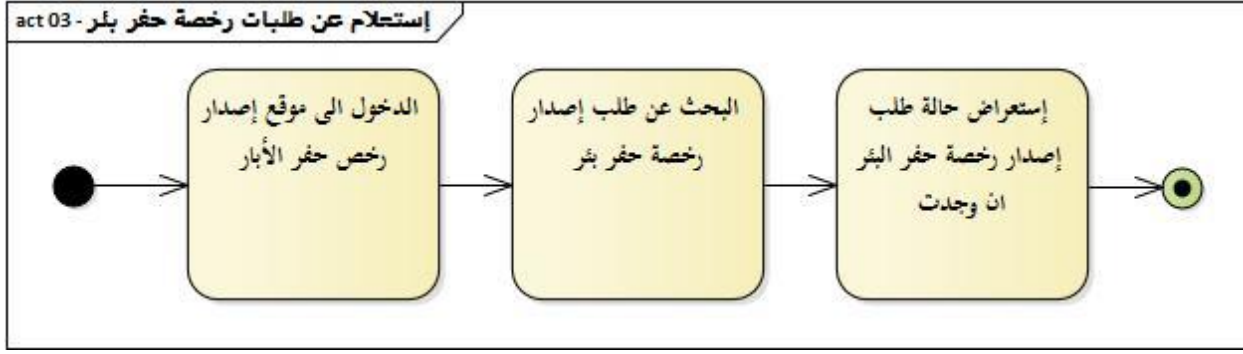 act 03 - إستعلام عن طلبات رخصة حفر بئر
الدخول الى موقع إصدار
رخص حفر الأبار
البحث عن طلب إصدار
رخصة حفر بئر
إستعراض حالة طلب
إصدار رخصة حفر البئر
ان وجدت